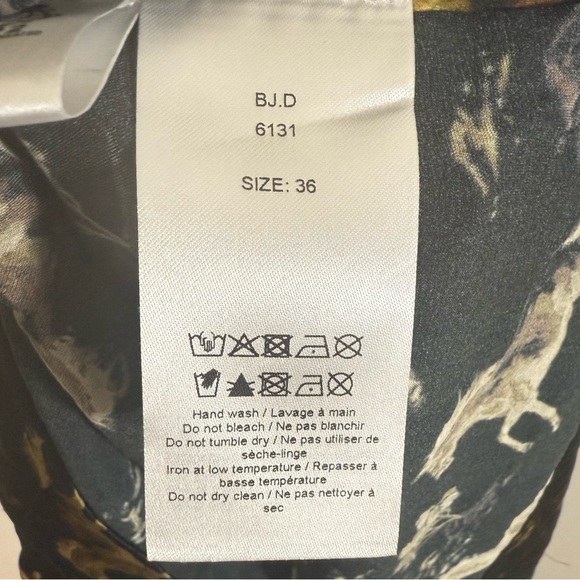 BJ.D
6131
SIZE: 36
Hand wash / Lavage à main
Do not bleach / Ne pas blanchir
Do not tumble dry / Ne pas utiliser de
sèche-linge
Iron at low temperature / Repasser à
basse température
Do not dry clean / Ne pas nettoyer à
sec